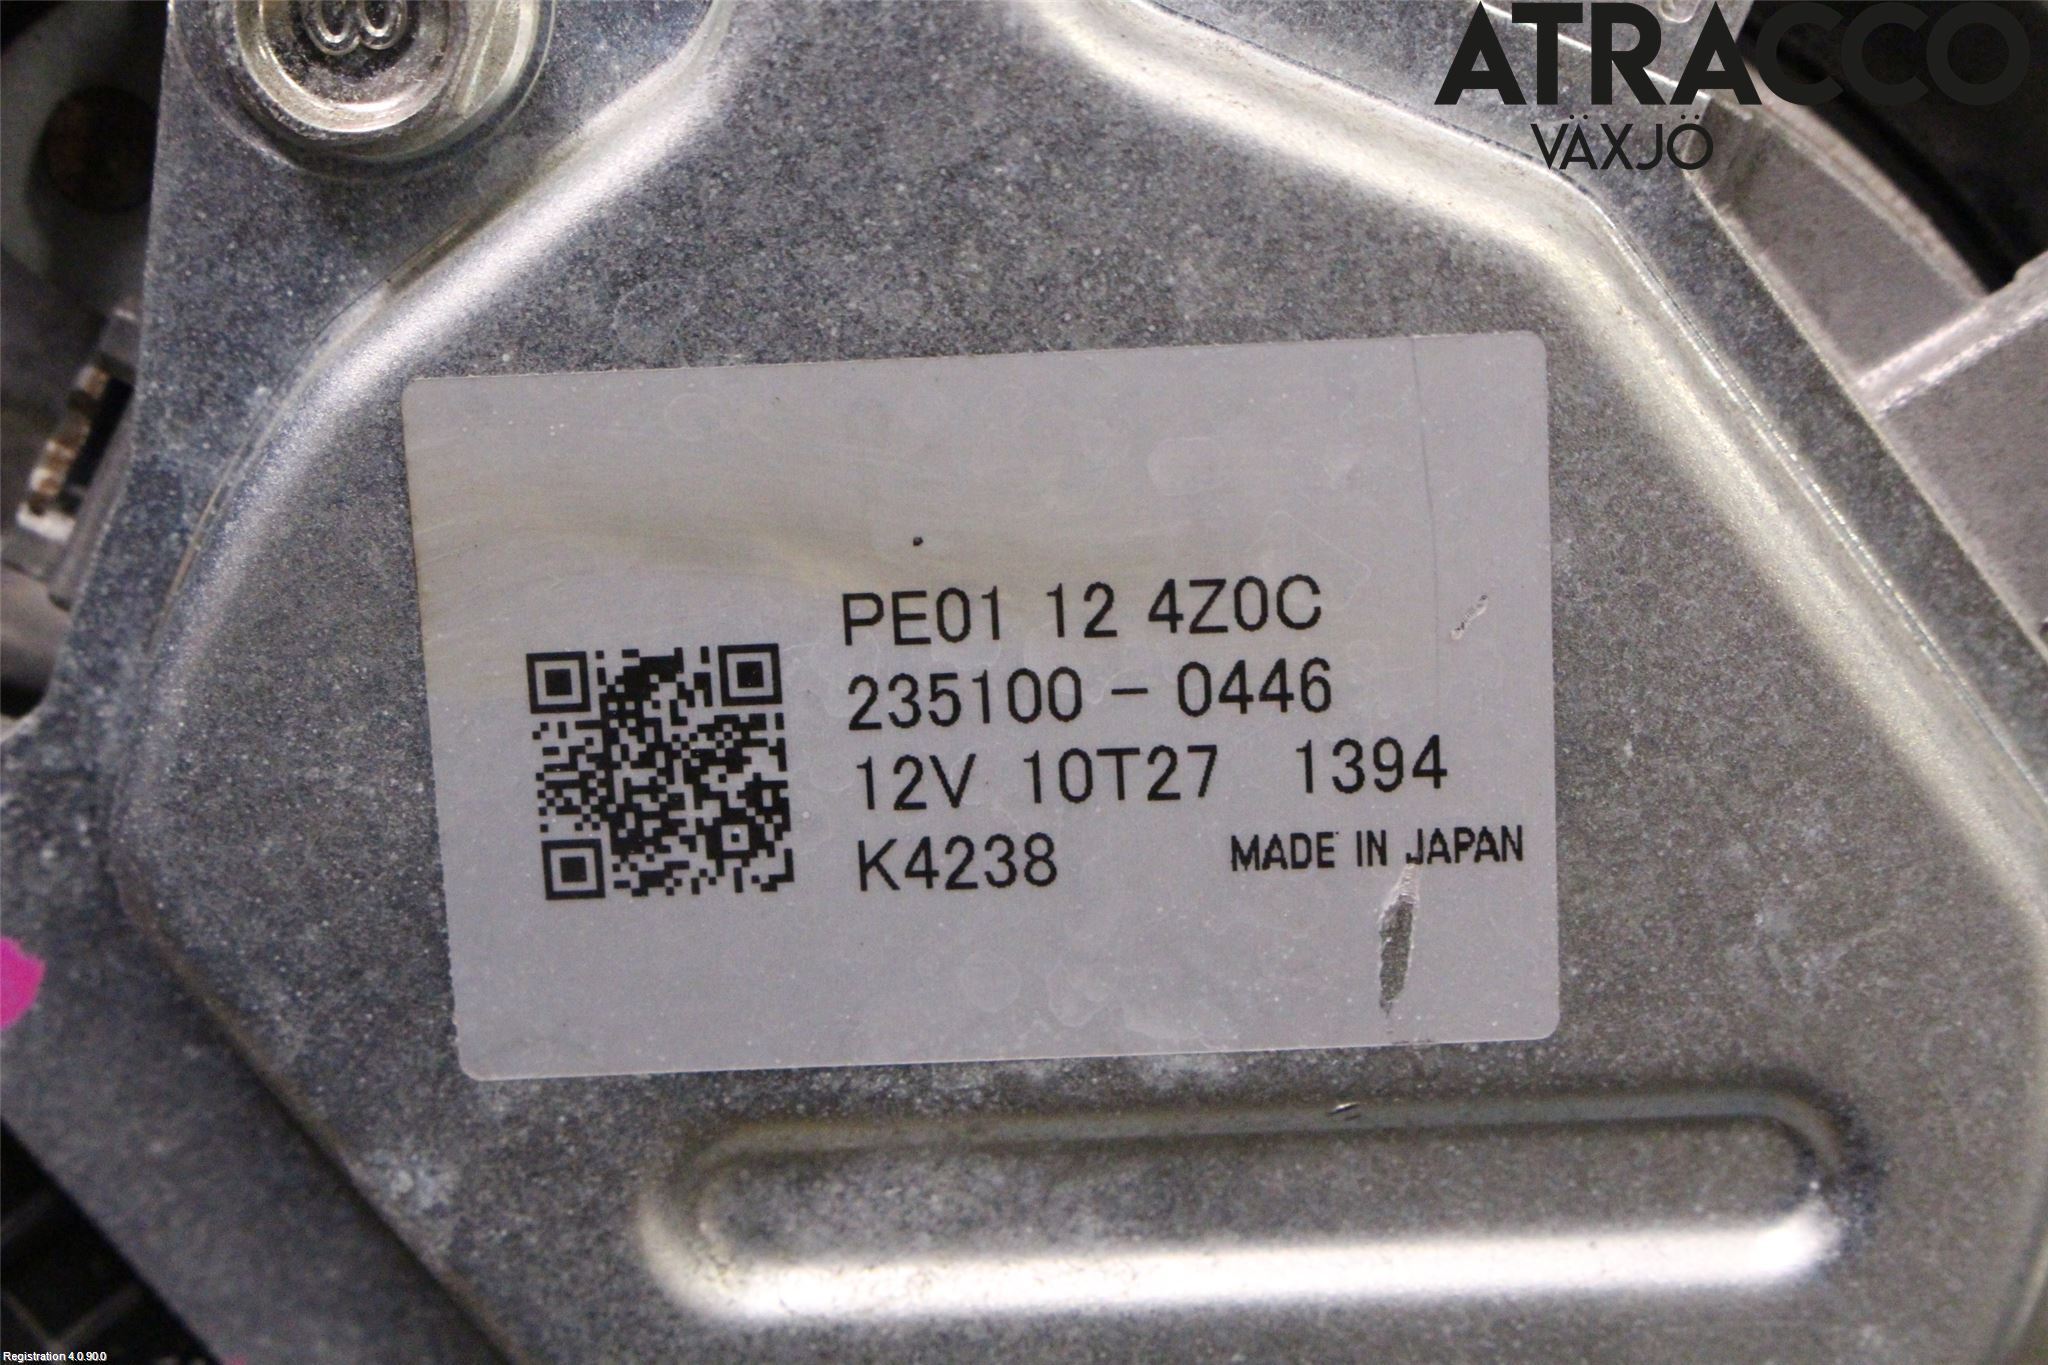 ATRACCO
VÄXJÖ
PE01 12 4Z0C
235100-0446
12V 10T27 1394
K4238 MADE IN JAPAN
Registration 4.0.90.0